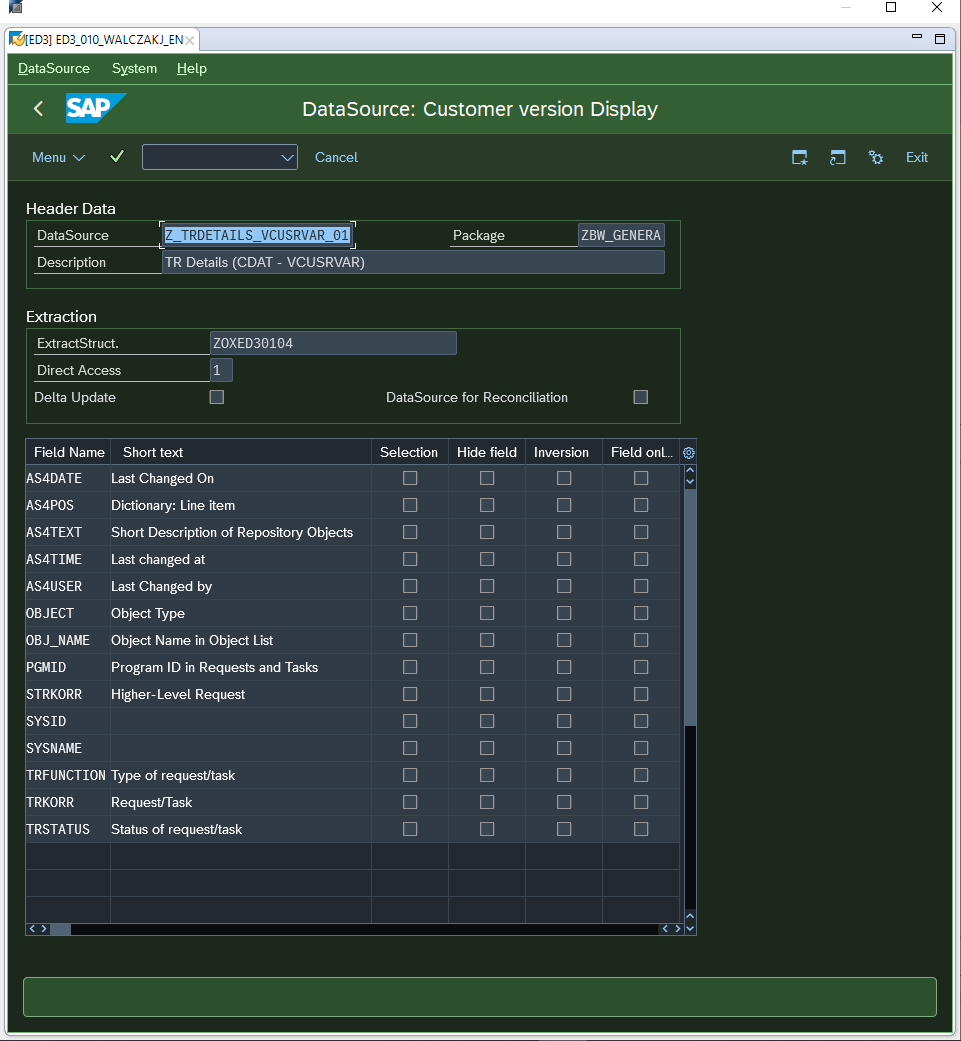 [ED3] ED3_010_WALCZAKJ_EN
DataSource System Help
SAP DataSource: Customer version Display
Menu Cancel Exit
Header Data
DataSource Z_TRDETAILS_VCUSRVAR_01 Package ZBW_GENERA
Description TR Details (CDAT - VCUSRVAR)
Extraction
ExtractStruct. ZOXED30104
Direct Access 1
Delta Update DataSource for Reconciliation
Field Name Short text Selection Hide field Inversion Field onl...
AS4DATE Last Changed On
AS4POS Dictionary: Line item
AS4TEXT Short Description of Repository Objects
AS4TIME Last changed at
AS4USER Last Changed by
OBJECT Object Type
OBJ_NAME Object Name in Object List
PGMID Program ID in Requests and Tasks
STRKORR Higher-Level Request
SYSID
SYSNAME
TRFUNCTION Type of request/task
TRKORR Request/Task
TRSTATUS Status of request/task